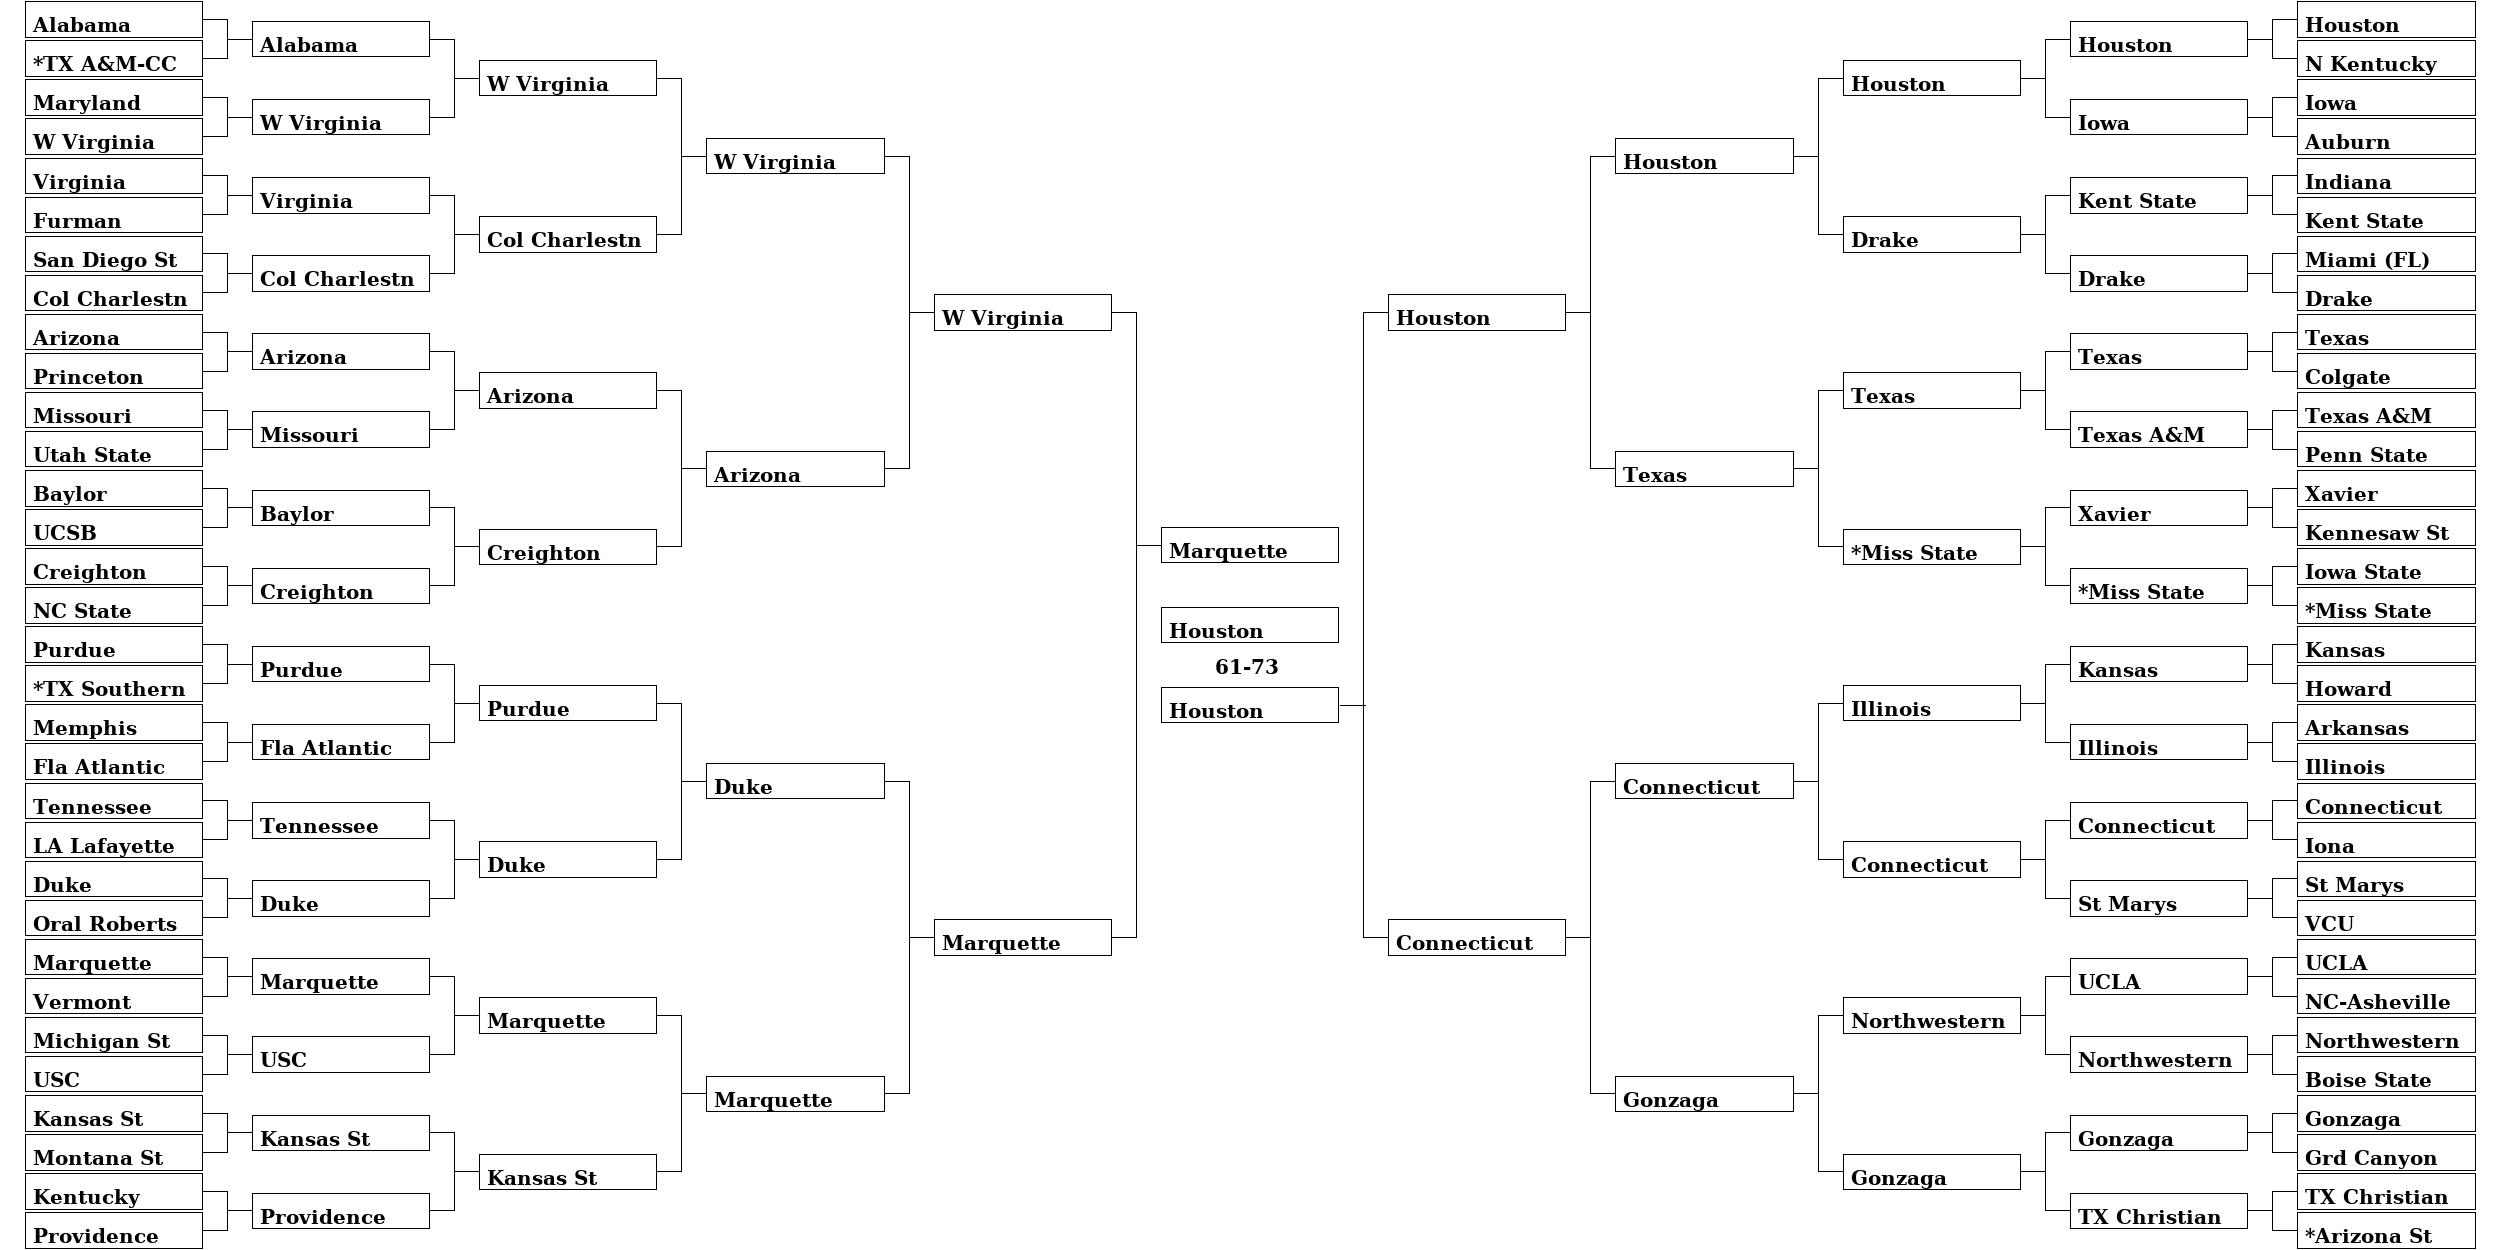 Alabama
*TX A&M-CC
Maryland
W Virginia
Virginia
Furman
San Diego St
Col Charlestn
Arizona
Princeton
Missouri
Utah State
Baylor
UCSB
Creighton
NC State
Purdue
*TX Southern
Memphis
Fla Atlantic
Tennessee
LA Lafayette
Duke
Oral Roberts
Marquette
Vermont
Michigan St
USC
Kansas St
Montana St
Kentucky
Providence
Alabama
W Virginia
Virginia
Col Charlestn
Arizona
Missouri
Baylor
Creighton
Purdue
Fla Atlantic
Tennessee
Duke
Marquette
USC
Kansas St
Providence
W Virginia
Col Charlestn
Arizona
Creighton
Purdue
Duke
Marquette
Kansas St
W Virginia
Arizona
Duke
Marquette
W Virginia
Marquette
Marquette
Houston
61-73
Houston
Houston
Connecticut
Houston
Texas
Connecticut
Gonzaga
Houston
Drake
Texas
*Miss State
Illinois
Connecticut
Northwestern
Gonzaga
Houston
Iowa
Kent State
Drake
Texas
Texas A&M
Xavier
*Miss State
Kansas
Illinois
Connecticut
St Marys
UCLA
Northwestern
Gonzaga
TX Christian
Houston
N Kentucky
Iowa
Auburn
Indiana
Kent State
Miami (FL)
Drake
Texas
Colgate
Texas A&M
Penn State
Xavier
Kennesaw St
Iowa State
*Miss State
Kansas
Howard
Arkansas
Illinois
Connecticut
Iona
St Marys
VCU
UCLA
NC-Asheville
Northwestern
Boise State
Gonzaga
Grd Canyon
TX Christian
*Arizona St